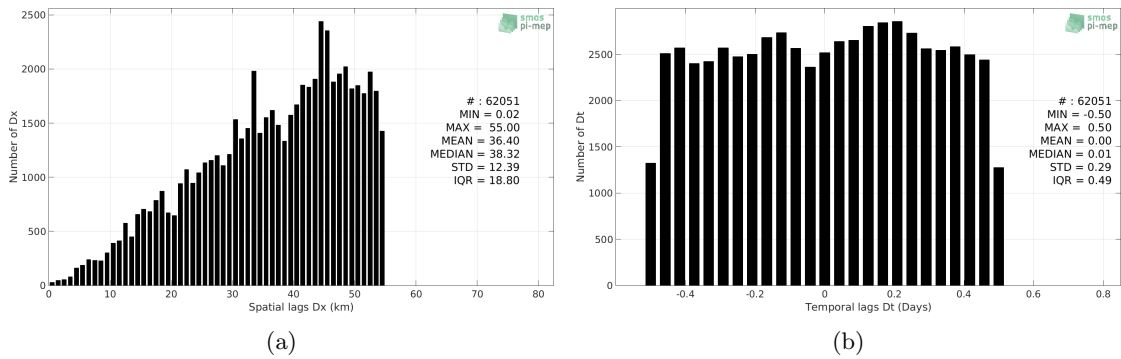 2500
2000
1500
1000
500
0
Number of Dx
0 10 20 30 40 50 60 70 80
Spatial lags Dx (km)
smos
pi-mep
# : 62051
MIN = 0.02
MAX = 55.00
MEAN = 36.40
MEDIAN = 38.32
STD = 12.39
IQR = 18.80
(a)
2500
2000
1500
1000
500
0
Number of Dt
-0.4 -0.2 0 0.2 0.4 0.6 0.8
Temporal lags Dt (Days)
smos
pi-mep
# : 62051
MIN = -0.50
MAX = 0.50
MEAN = 0.00
MEDIAN = 0.01
STD = 0.29
IQR = 0.49
(b)